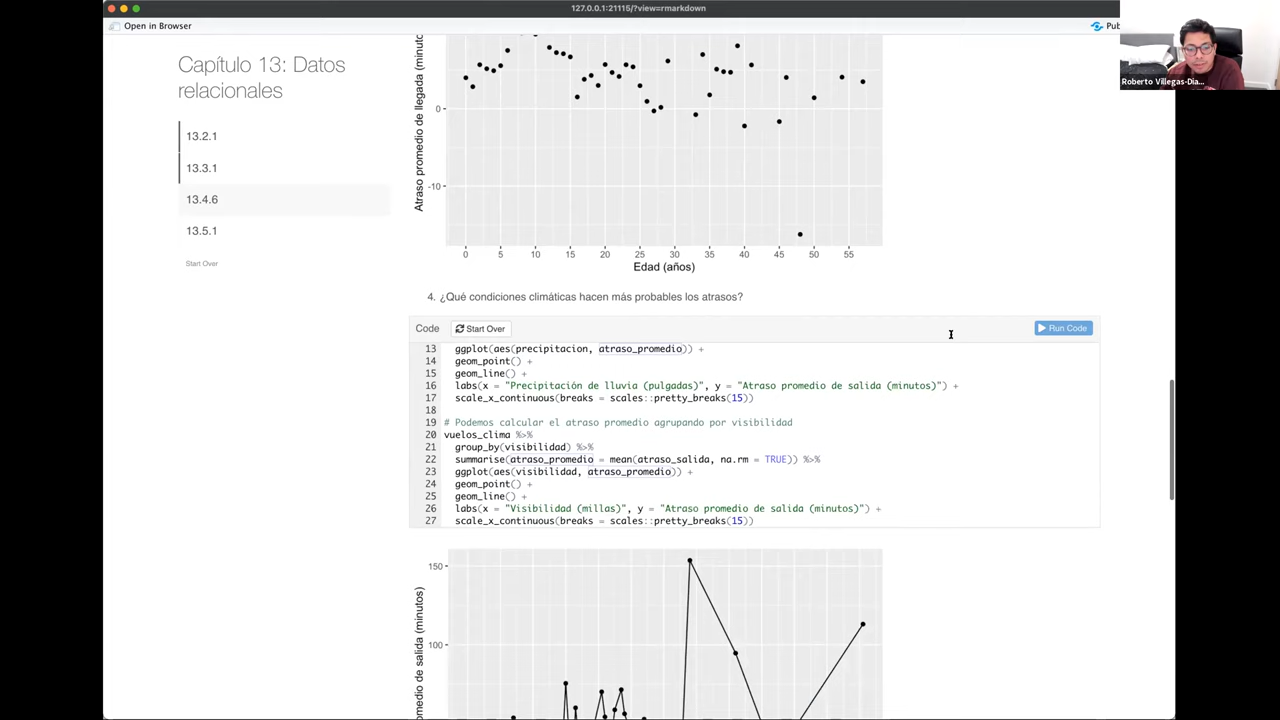 127.0.0.1:21115/?view=rmarkdown
Open in Browser
Roberto Villegas-Dia...
Capítulo 13: Datos
relacionales
13.2.1
13.3.1
13.4.6
13.5.1
Start Over
Atraso promedio de llegada
0
-10
0 5 10 15 20 25 30 35 40 45 50 55
Edad (años)
4. ¿Qué condiciones climáticas hacen más probables los atrasos?
Code Start Over Run Code
13 ggplot(aes(precipitacion, atraso_promedio)) +
14 geom_point() +
15 geom_line() +
16 labs(x = "Precipitación de lluvia (pulgadas)", y = "Atraso promedio de salida (minutos)") +
17 scale_x_continuous(breaks = scales::pretty_breaks(15))
18
19 # Podemos calcular el atraso promedio agrupando por visibilidad
20 vuelos_clima %>%
21 group_by(visibilidad) %>%
22 summarise(atraso_promedio = mean(atraso_salida, na.rm = TRUE)) %>%
23 ggplot(aes(visibilidad, atraso_promedio)) +
24 geom_point() +
25 geom_line() +
26 labs(x = "Visibilidad (millas)", y = "Atraso promedio de salida (minutos)") +
27 scale_x_continuous(breaks = scales::pretty_breaks(15))
150
100
de salida (minutos)